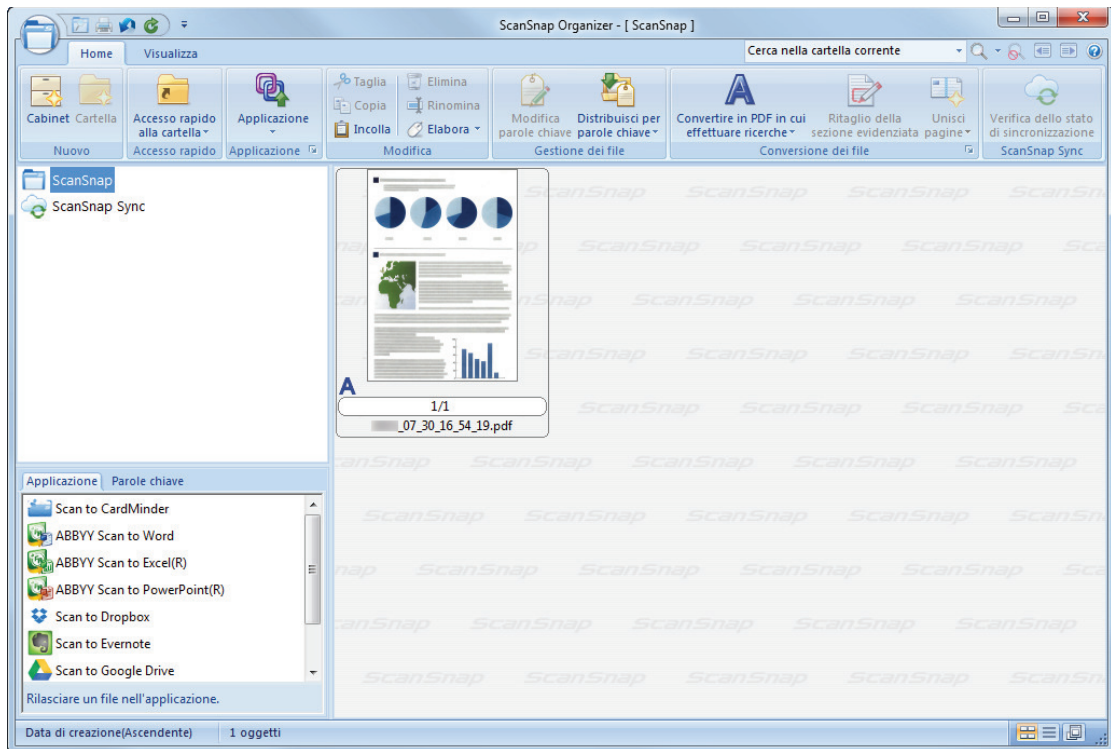 ScanSnap Organizer - [ ScanSnap ]
Home Visualizza
Cerca nella cartella corrente
Cabinet Cartella
Nuovo
Accesso rapido
alla cartella
Accesso rapido
Applicazione
Applicazione
Taglia Elimina
Copia Rinomina
Incolla Elabora
Modifica
Modifica
parole chiave
Distribuisci per
parole chiave
Gestione dei file
Convertire in PDF in cui
effettuare ricerche
Ritaglio della
sezione evidenziata
Unisci
pagine
Conversione dei file
Verifica dello stato
di sincronizzazione
ScanSnap Sync
ScanSnap
ScanSnap Sync
A
1/1
_07_30_16_54_19.pdf
Applicazione Parole chiave
Scan to CardMinder
ABBYY Scan to Word
ABBYY Scan to Excel(R)
ABBYY Scan to PowerPoint(R)
Scan to Dropbox
Scan to Evernote
Scan to Google Drive
Rilasciare un file nell'applicazione.
Data di creazione(Ascendente) 1 oggetti